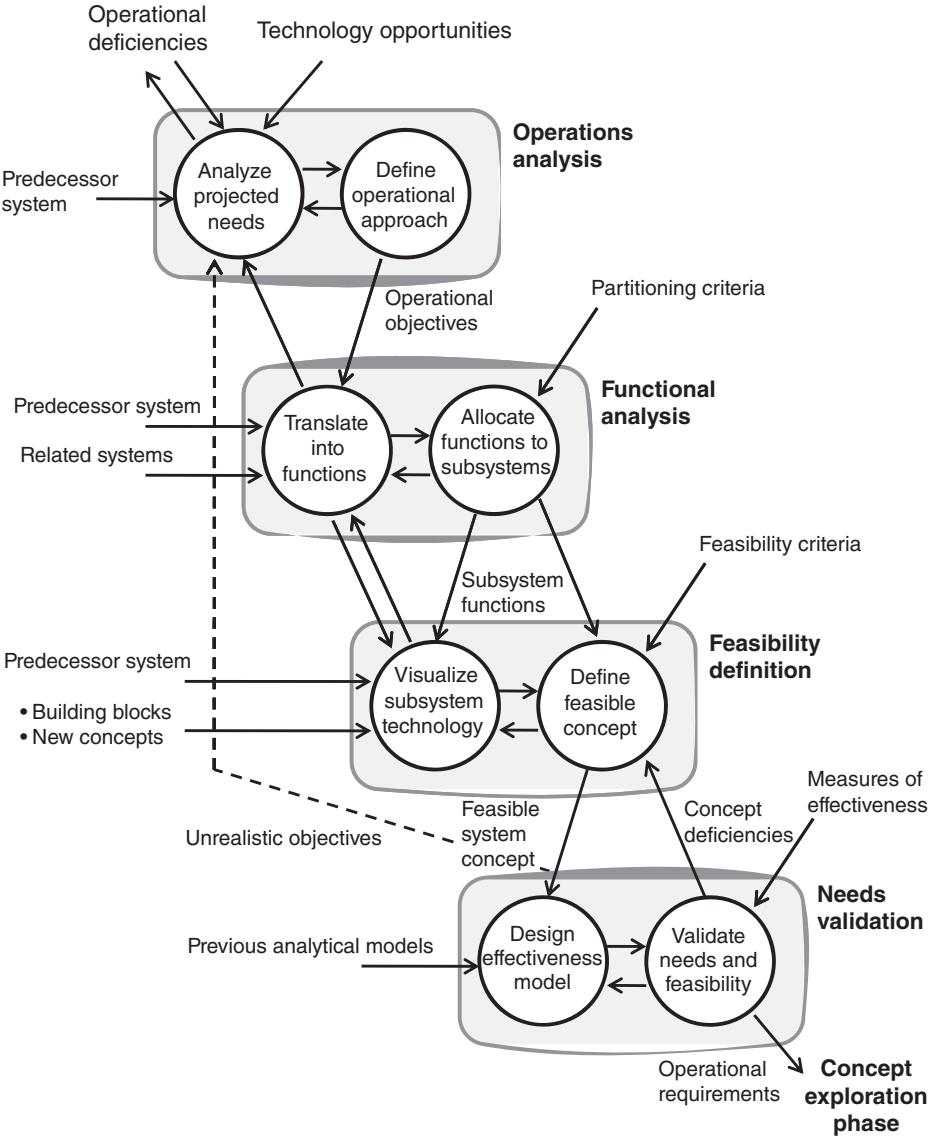 Operational
deficiencies
Technology opportunities
Operations
analysis
Predecessor
system
Analyze
projected
needs
Define
operational
approach
Operational
objectives
Partitioning criteria
Functional
analysis
Predecessor system
Related systems
Translate
into
functions
Allocate
functions to
subsystems
Feasibility criteria
Subsystem
functions
Feasibility
definition
Predecessor system
• Building blocks
• New concepts
Visualize
subsystem
technology
Define
feasible
concept
Measures of
effectiveness
Feasible
system
concept
Concept
deficiencies
Unrealistic objectives
Needs
validation
Previous analytical models
Design
effectiveness
model
Validate
needs and
feasibility
Operational
requirements
Concept
exploration
phase